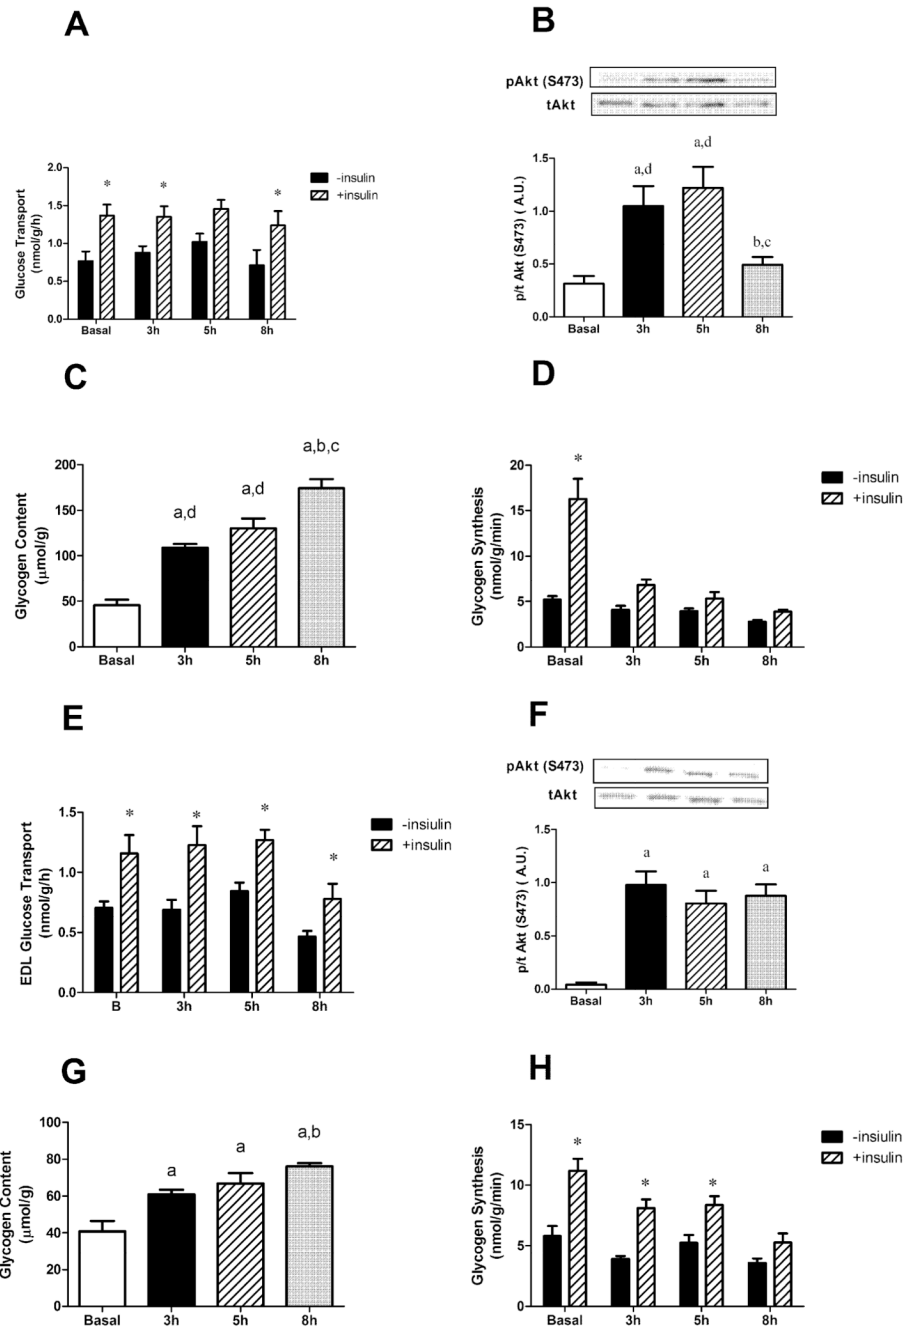 A
2.0
1.5
1.0
0.5
0.0
Glucose Transport
(nmol/g/h)
*
*
*
Basal
3h
5h
8h
-insulin
+insulin
B
pAkt (S473)
tAkt
1.5
1.0
0.5
0.0
p/t Akt (S473) ( A.U.)
a,d
a,d
b,c
Basal
3h
5h
8h
C
200
150
100
50
0
Glycogen Content
(μmol/g)
a,d
a,d
a,b,c
Basal
3h
5h
8h
D
20
15
10
5
0
Glycogen Synthesis
(nmol/g/min)
*
Basal
3h
5h
8h
-insulin
+insulin
E
1.5
1.0
0.5
0.0
EDL Glucose Transport
(nmol/g/h)
*
*
*
*
B
3h
5h
8h
-insiulin
+insulin
F
pAkt (S473)
tAkt
1.5
1.0
0.5
0.0
p/t Akt (S473) ( A.U.)
a
a
a
Basal
3h
5h
8h
G
100
80
60
40
20
0
Glycogen Content
(μmol/g)
a
a
a,b
Basal
3h
5h
8h
H
15
10
5
0
Glycogen Synthesis
(nmol/g/min)
*
*
*
Basal
3h
5h
8h
-insiulin
+insulin